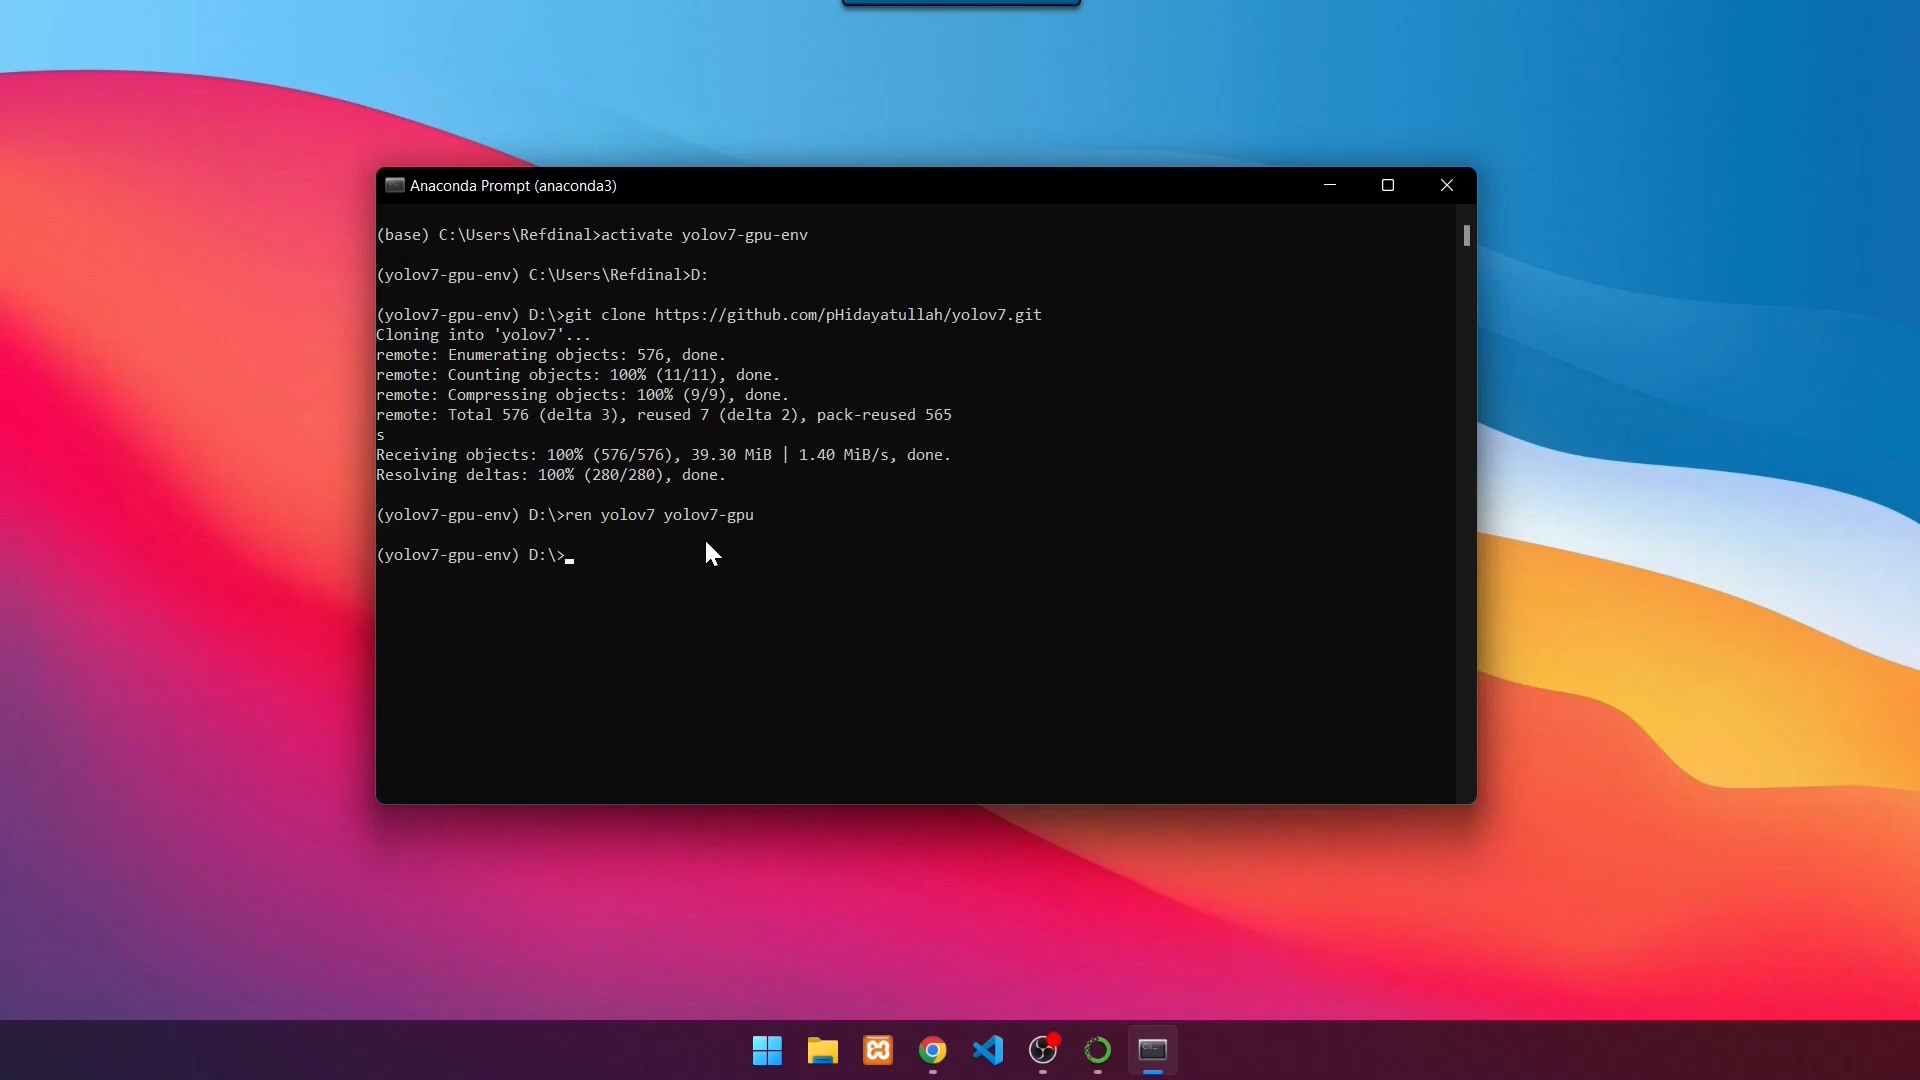 Anaconda Prompt (anaconda3)
(base) C:\Users\Refdinal>activate yolov7-gpu-env
(yolov7-gpu-env) C:\Users\Refdinal>D:
(yolov7-gpu-env) D:\>git clone https://github.com/pHidayatullah/yolov7.git
Cloning into 'yolov7'...
remote: Enumerating objects: 576, done.
remote: Counting objects: 100% (11/11), done.
remote: Compressing objects: 100% (9/9), done.
remote: Total 576 (delta 3), reused 7 (delta 2), pack-reused 565
s
Receiving objects: 100% (576/576), 39.30 MiB | 1.40 MiB/s, done.
Resolving deltas: 100% (280/280), done.
(yolov7-gpu-env) D:\>ren yolov7 yolov7-gpu
(yolov7-gpu-env) D:\>